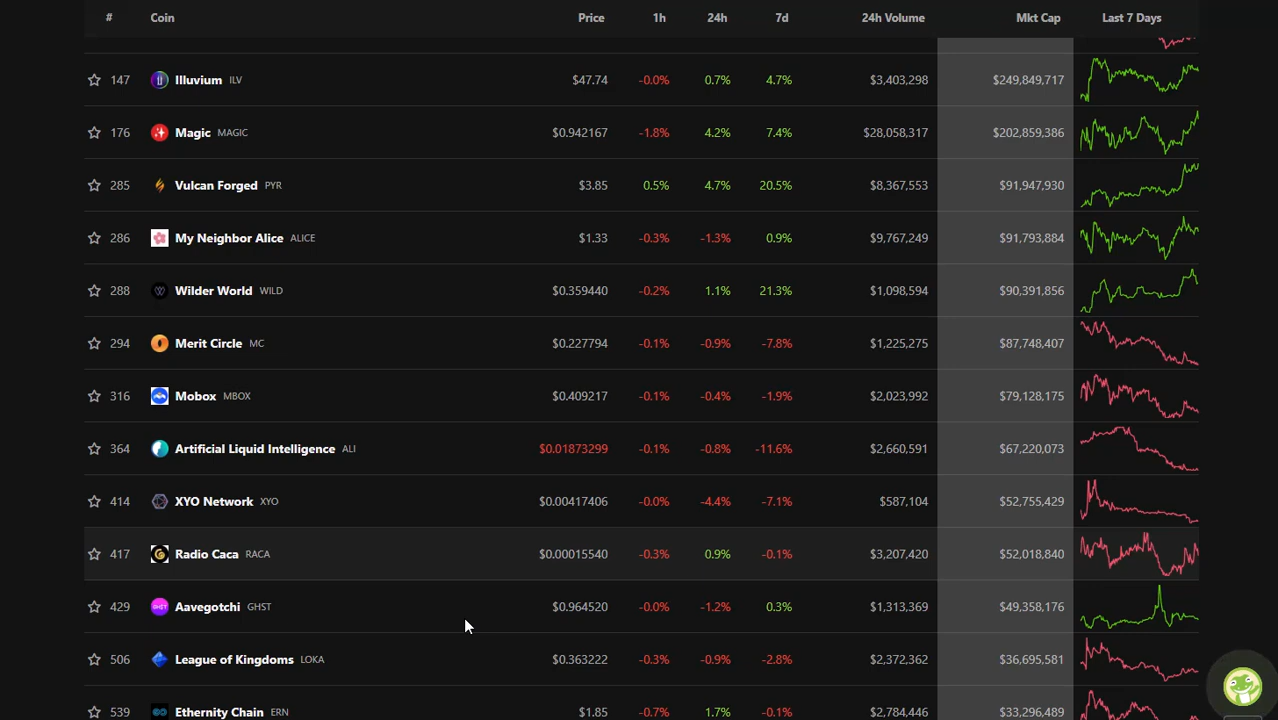 # Coin Price 1h 24h 7d 24h Volume Mkt Cap Last 7 Days
147 Illuvium ILV $47.74 -0.0% 0.7% 4.7% $3,403,298 $249,849,717
176 Magic MAGIC $0.942167 -1.8% 4.2% 7.4% $28,058,317 $202,859,386
285 Vulcan Forged PYR $3.85 0.5% 4.7% 20.5% $8,367,553 $91,947,930
286 My Neighbor Alice ALICE $1.33 -0.3% -1.3% 0.9% $9,767,249 $91,793,884
288 Wilder World WILD $0.359440 -0.2% 1.1% 21.3% $1,098,594 $90,391,856
294 Merit Circle MC $0.227794 -0.1% -0.9% -7.8% $1,225,275 $87,748,407
316 Mobox MBOX $0.409217 -0.1% -0.4% -1.9% $2,023,992 $79,128,175
364 Artificial Liquid Intelligence ALI $0.01873299 -0.1% -0.8% -11.6% $2,660,591 $67,220,073
414 XYO Network XYO $0.00417406 -0.0% -4.4% -7.1% $587,104 $52,755,429
417 Radio Caca RACA $0.00015540 -0.3% 0.9% -0.1% $3,207,420 $52,018,840
429 Aavegotchi GHST $0.964520 -0.0% -1.2% 0.3% $1,313,369 $49,358,176
506 League of Kingdoms LOKA $0.363222 -0.3% -0.9% -2.8% $2,372,362 $36,695,581
539 Ethernity Chain ERN $1.85 -0.7% 1.7% -0.1% $2,784,446 $33,296,489